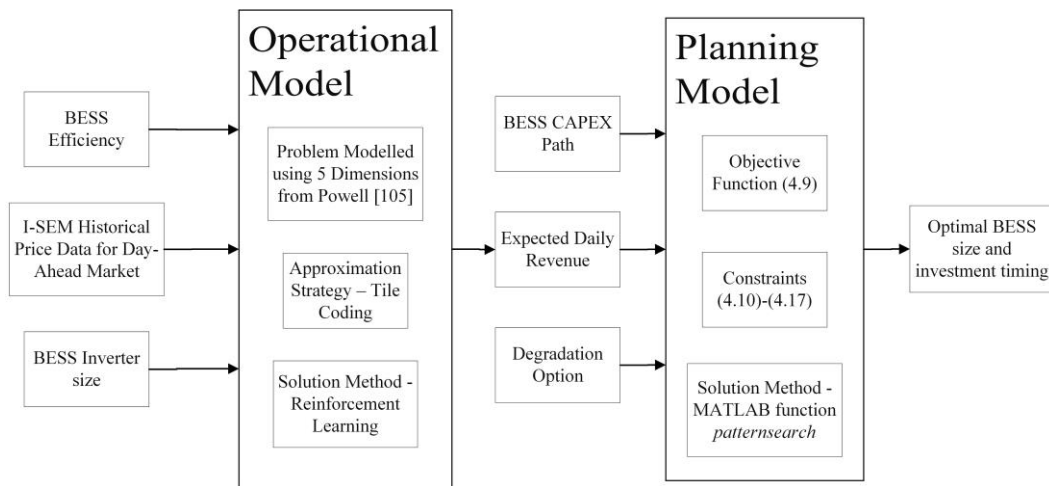 BESS
Efficiency
I-SEM Historical
Price Data for Day-
Ahead Market
BESS Inverter
size
Operational
Model
Problem Modelled
using 5 Dimensions
from Powell [105]
Approximation
Strategy – Tile
Coding
Solution Method -
Reinforcement
Learning
BESS CAPEX
Path
Expected Daily
Revenue
Degradation
Option
Planning
Model
Objective
Function (4.9)
Constraints
(4.10)-(4.17)
Solution Method -
MATLAB function
patternsearch
Optimal BESS
size and
investment timing